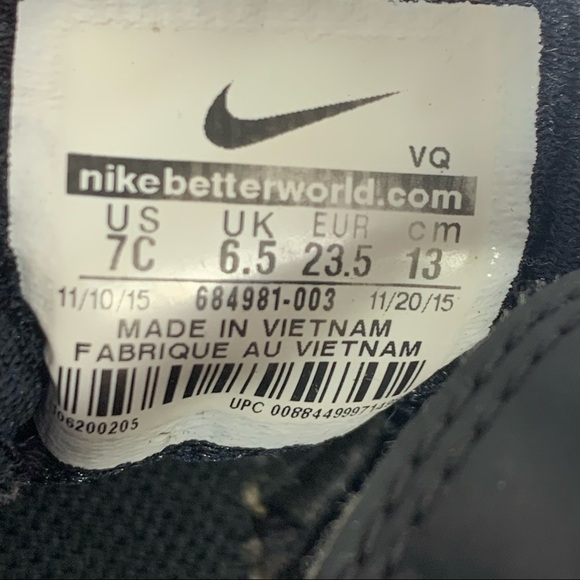 VQ
nikebetterworld.com
US UK EUR cm
7C 6.5 23.5 13
11/10/15 684981-003 11/20/15
MADE IN VIETNAM
FABRIQUE AU VIETNAM
UPC